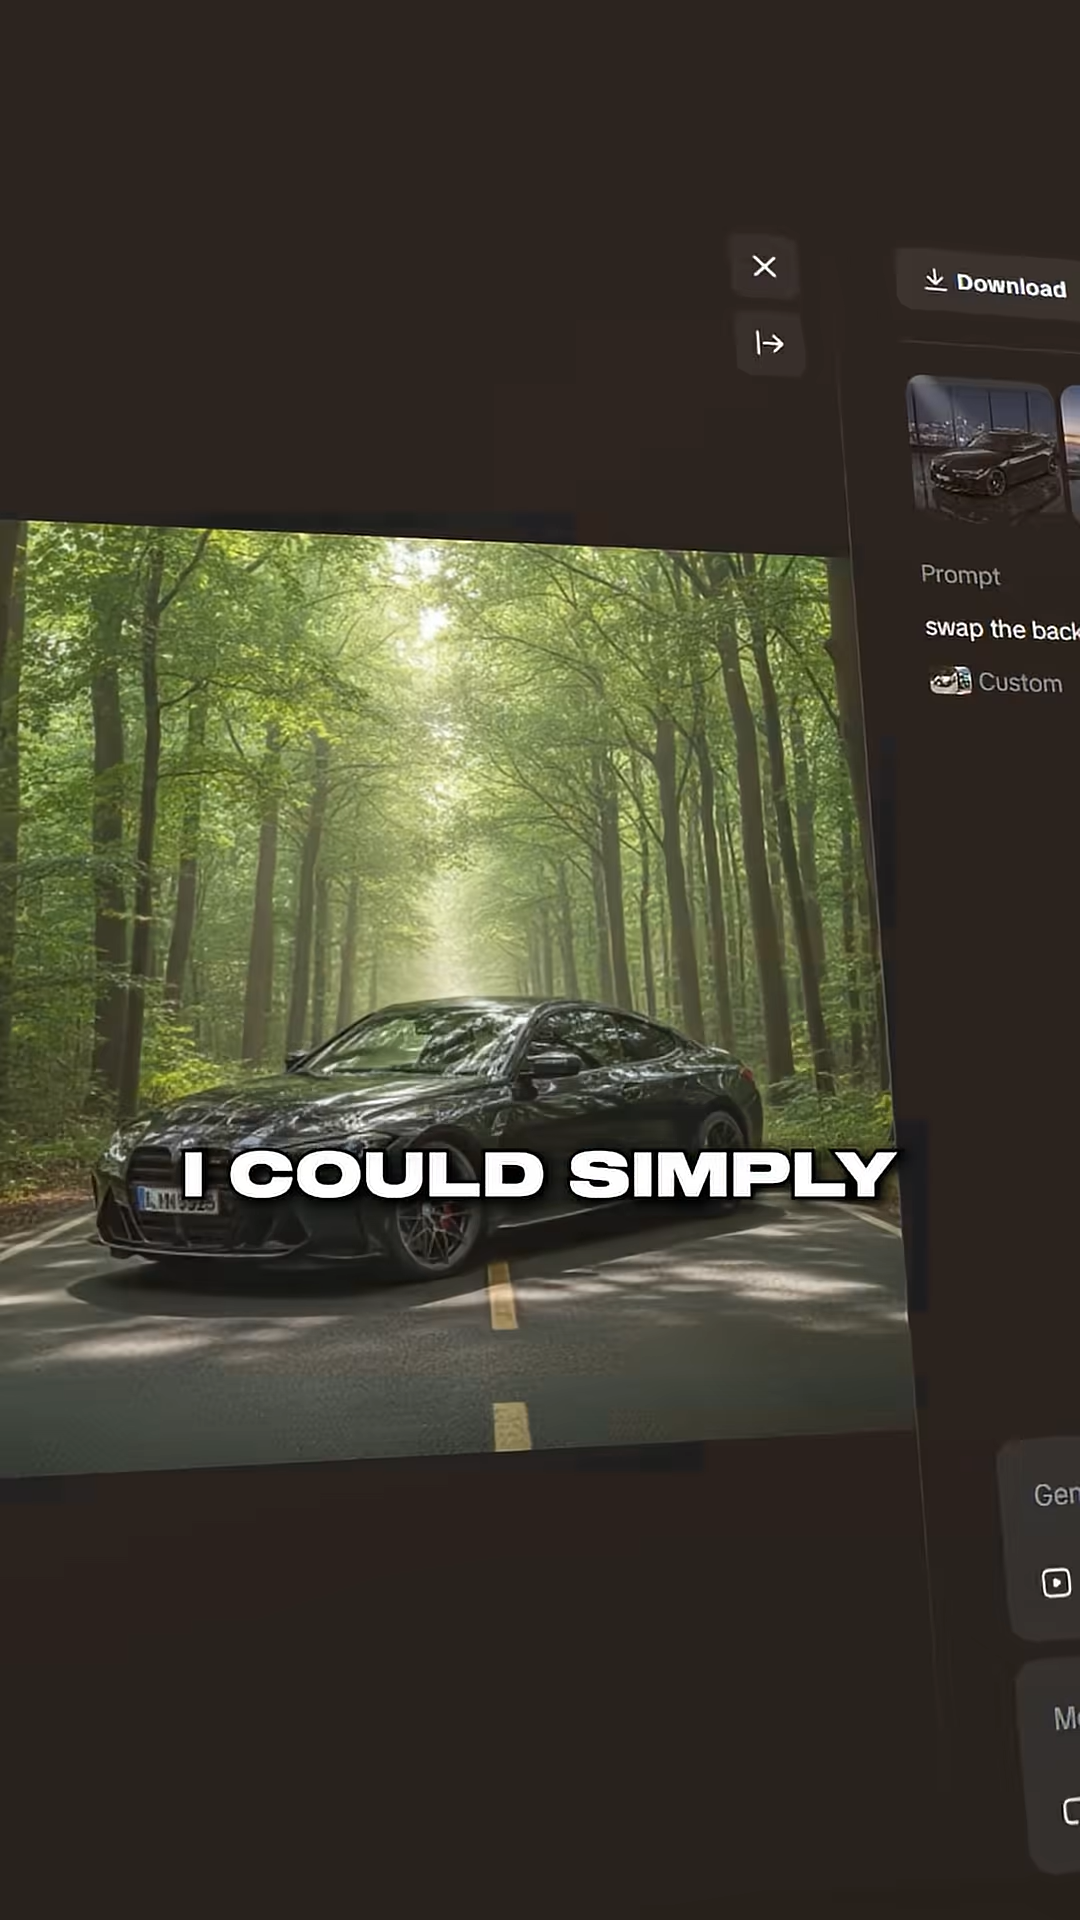 Download
Prompt
swap the back
Custom
I COULD SIMPLY
Gen